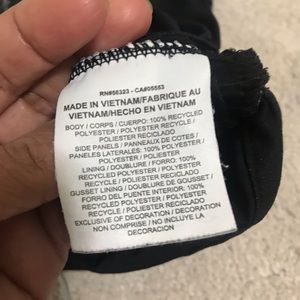 RN#56323 - CA#05553
MADE IN VIETNAM/FABRIQUE AU
VIETNAM/HECHO EN VIETNAM
BODY / CORPS / CUERPO: 100% RECYCLED
POLYESTER / POLYESTER RECYCLE /
POLIESTER RECICLADO
SIDE PANELS / PANNEAUX DE COTES /
PANELES LATERALES: 100% POLYESTER /
POLYESTER / POLIESTER
LINING / DOUBLURE / FORRO: 100%
RECYCLED POLYESTER / POLYESTER
RECYCLE / POLIESTER RECICLADO
GUSSET LINING / DOUBLURE DE GOUSSET /
FORRO DEL FUENTE INTERIOR: 100%
RECYCLED POLYESTER / POLYESTER
RECYCLE / POLIESTER RECICLADO
EXCLUSIVE OF DECORATION / DECORATION
NON COMPRISE / NO INCLUYE LA
DECORACION